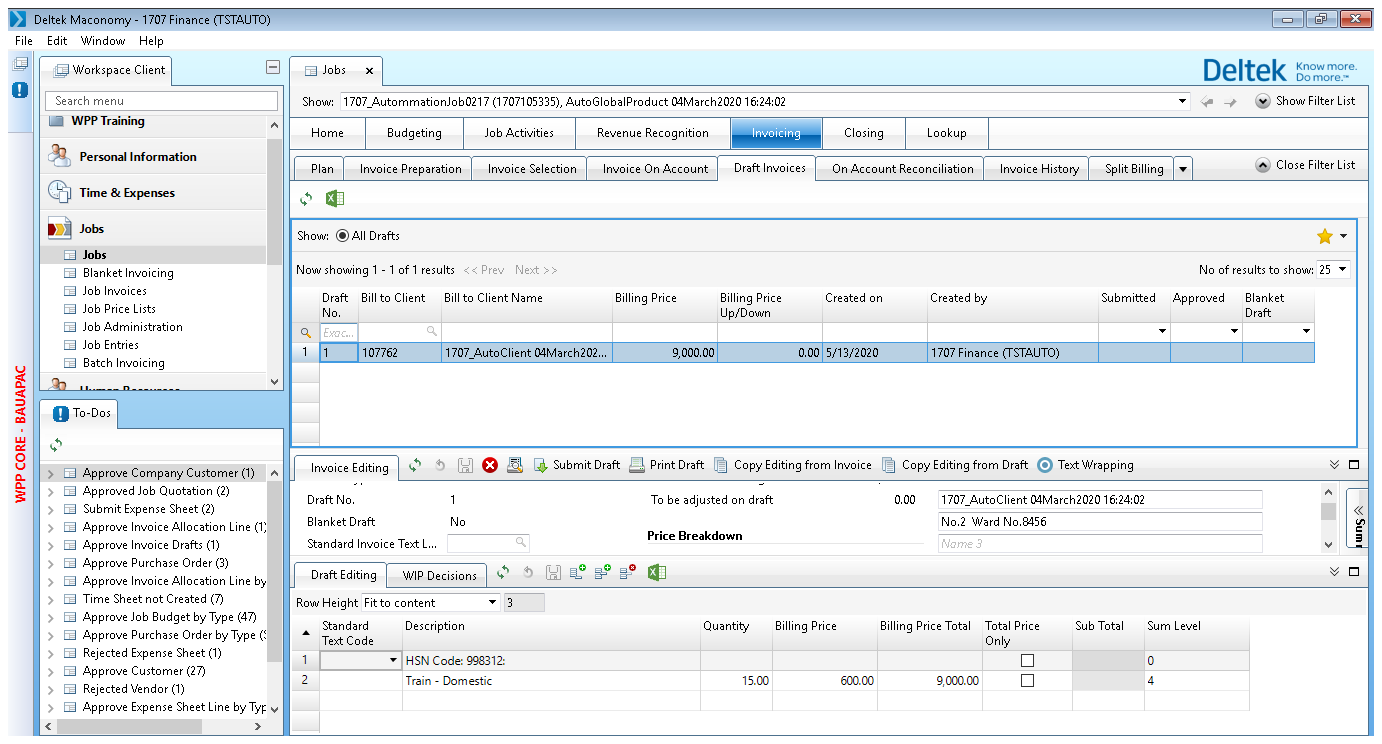 Deltek Maconomy - 1707 Finance (TSTAUTO)
File Edit Window Help
WPP CORE - BAUAPAC
Workspace Client
Search menu
WPP Training
Personal Information
Time & Expenses
Jobs
Jobs
Blanket Invoicing
Job Invoices
Job Price Lists
Job Administration
Job Entries
Batch Invoicing
To-Dos
Approve Company Customer (1)
Approved Job Quotation (2)
Submit Expense Sheet (2)
Approve Invoice Allocation Line (1)
Approve Invoice Drafts (1)
Approve Purchase Order (3)
Approve Invoice Allocation Line by
Time Sheet not Created (7)
Approve Job Budget by Type (47)
Approve Purchase Order by Type (
Rejected Expense Sheet (1)
Approve Customer (27)
Rejected Vendor (1)
Approve Expense Sheet Line by Typ
Jobs x
Deltek Know more.
Do more.™
Show: 1707_AutommationJob0217 (1707105335), AutoGlobalProduct 04March2020 16:24:02 Show Filter List
Home Budgeting Job Activities Revenue Recognition Invoicing Closing Lookup
Plan Invoice Preparation Invoice Selection Invoice On Account Draft Invoices On Account Reconciliation Invoice History Split Billing Close Filter List
Show: All Drafts
Now showing 1 - 1 of 1 results << Prev Next >> No of results to show: 25
Draft Bill to Client Bill to Client Name Billing Price Billing Price Created on Created by Submitted Approved Blanket
No. Up/Down Draft
Exac...
1 1 107762 1707_AutoClient 04March202... 9,000.00 0.00 5/13/2020 1707 Finance (TSTAUTO)
Invoice Editing Submit Draft Print Draft Copy Editing from Invoice Copy Editing from Draft Text Wrapping
Draft No. 1 To be adjusted on draft 0.00 1707_AutoClient 04March2020 16:24:02
Blanket Draft No No.2 Ward No.8456
Standard Invoice Text L... Price Breakdown Name 3
« Sum
Draft Editing WIP Decisions
Row Height Fit to content 3
Standard Description Quantity Billing Price Billing Price Total Total Price Sub Total Sum Level
Text Code Only
1 HSN Code: 998312: 0
2 Train - Domestic 15.00 600.00 9,000.00 4